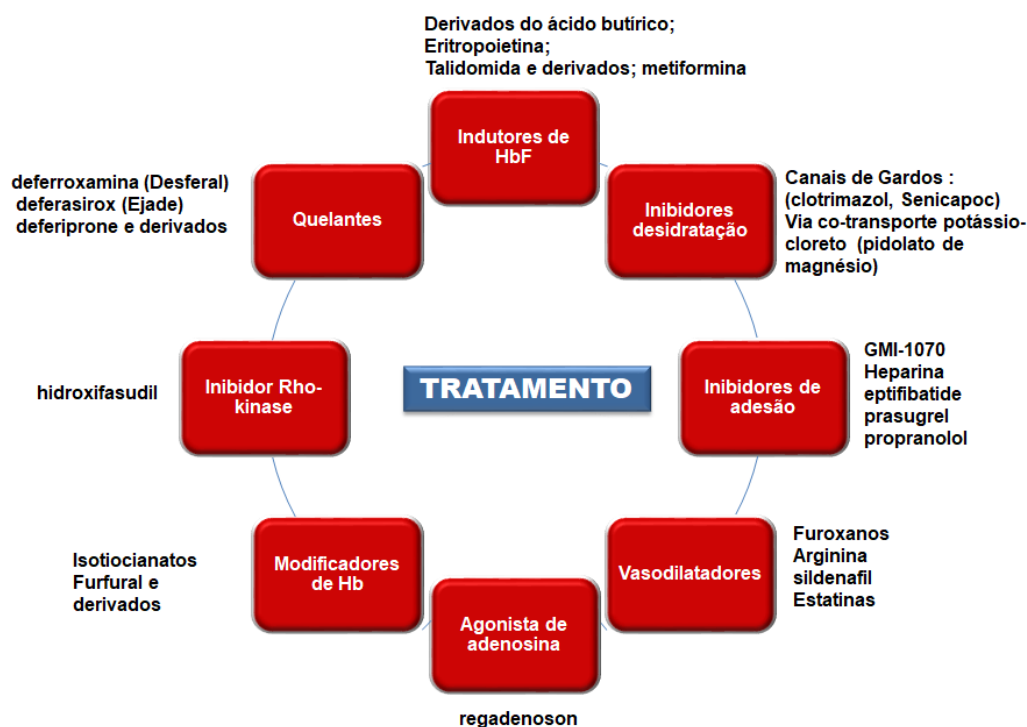 Derivados do ácido butírico;
Eritropoietina;
Talidomida e derivados; metiformina
Indutores de
HbF
deferroxamina (Desferal)
deferasirox (Ejade)
deferiprone e derivados
Quelantes
Inibidores
desidratação
Canais de Gardos :
(clotrimazol, Senicapoc)
Via co-transporte potássio-
cloreto (pidolato de
magnésio)
hidroxifasudil
Inibidor Rho-
kinase
TRATAMENTO
Inibidores de
adesão
GMI-1070
Heparina
eptifibatide
prasugrel
propranolol
Isotiocianatos
Furfural e
derivados
Modificadores
de Hb
Vasodilatadores
Furoxanos
Arginina
sildenafil
Estatinas
Agonista de
adenosina
regadenoson